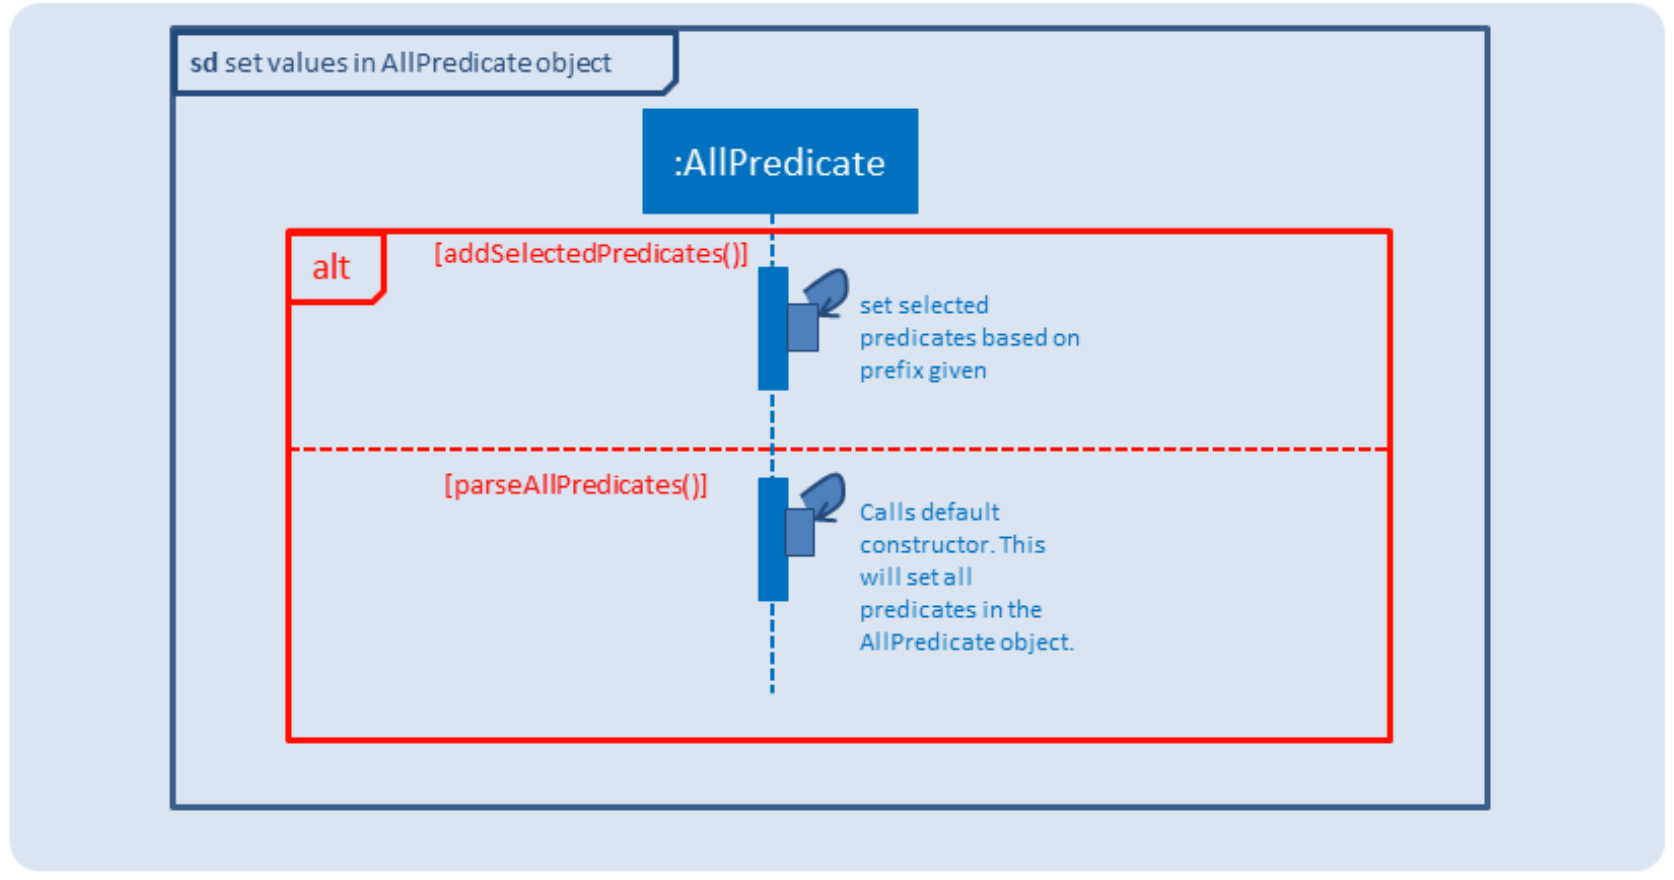 sd set values in AllPredicate object
:AllPredicate
alt
[addSelectedPredicates()]
set selected
predicates based on
prefix given
[parseAllPredicates()]
Calls default
constructor. This
will set all
predicates in the
AllPredicate object.